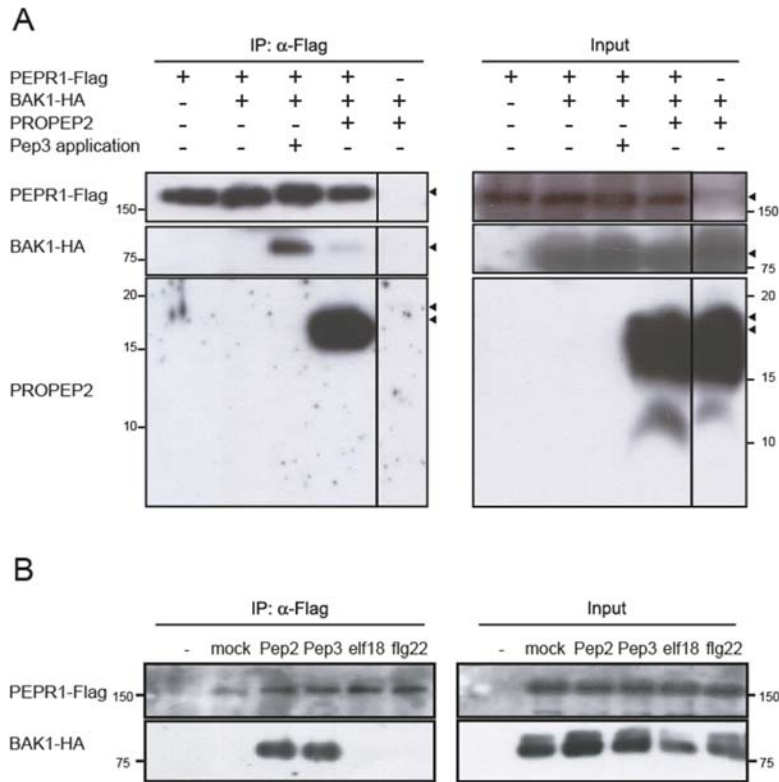 A
IP: α-Flag
Input
PEPR1-Flag + + + + - + + + + -
BAK1-HA - + + + + - + + + +
PROPEP2 - - - + + - - - + +
Pep3 application - - + - - - - + - -
PEPR1-Flag
150
150
BAK1-HA
75
75
20
20
15
15
PROPEP2
10
10
B
IP: α-Flag
Input
- mock Pep2 Pep3 elf18 flg22
- mock Pep2 Pep3 elf18 flg22
PEPR1-Flag
150
150
BAK1-HA
75
75